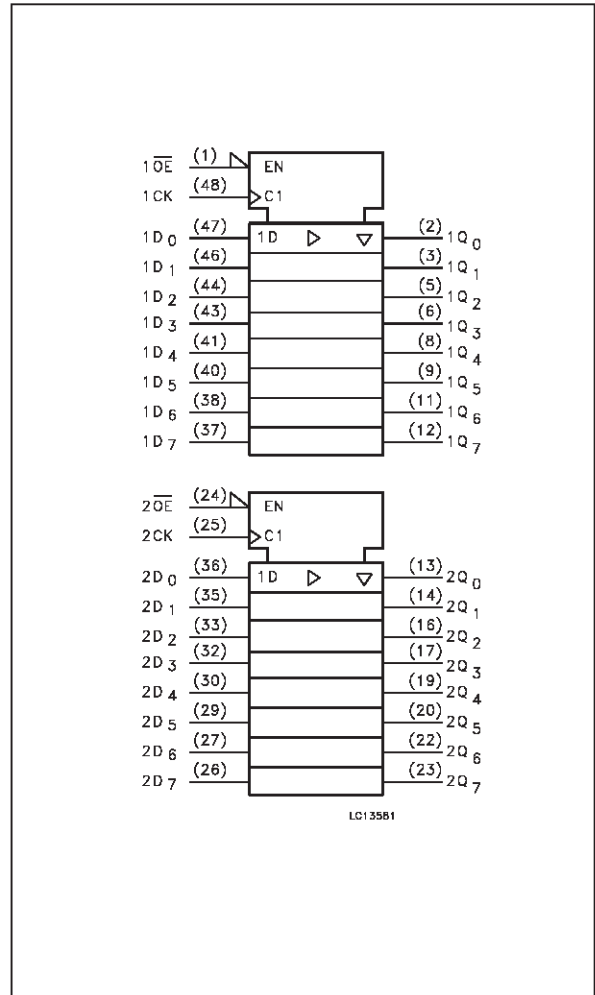 1OE (1) EN
1CK (48) C1
1D0 (47) 1D (2) 1Q0
1D1 (46) (3) 1Q1
1D2 (44) (5) 1Q2
1D3 (43) (6) 1Q3
1D4 (41) (8) 1Q4
1D5 (40) (9) 1Q5
1D6 (38) (11) 1Q6
1D7 (37) (12) 1Q7
2OE (24) EN
2CK (25) C1
2D0 (36) 1D (13) 2Q0
2D1 (35) (14) 2Q1
2D2 (33) (16) 2Q2
2D3 (32) (17) 2Q3
2D4 (30) (19) 2Q4
2D5 (29) (20) 2Q5
2D6 (27) (22) 2Q6
2D7 (26) (23) 2Q7
LC13581